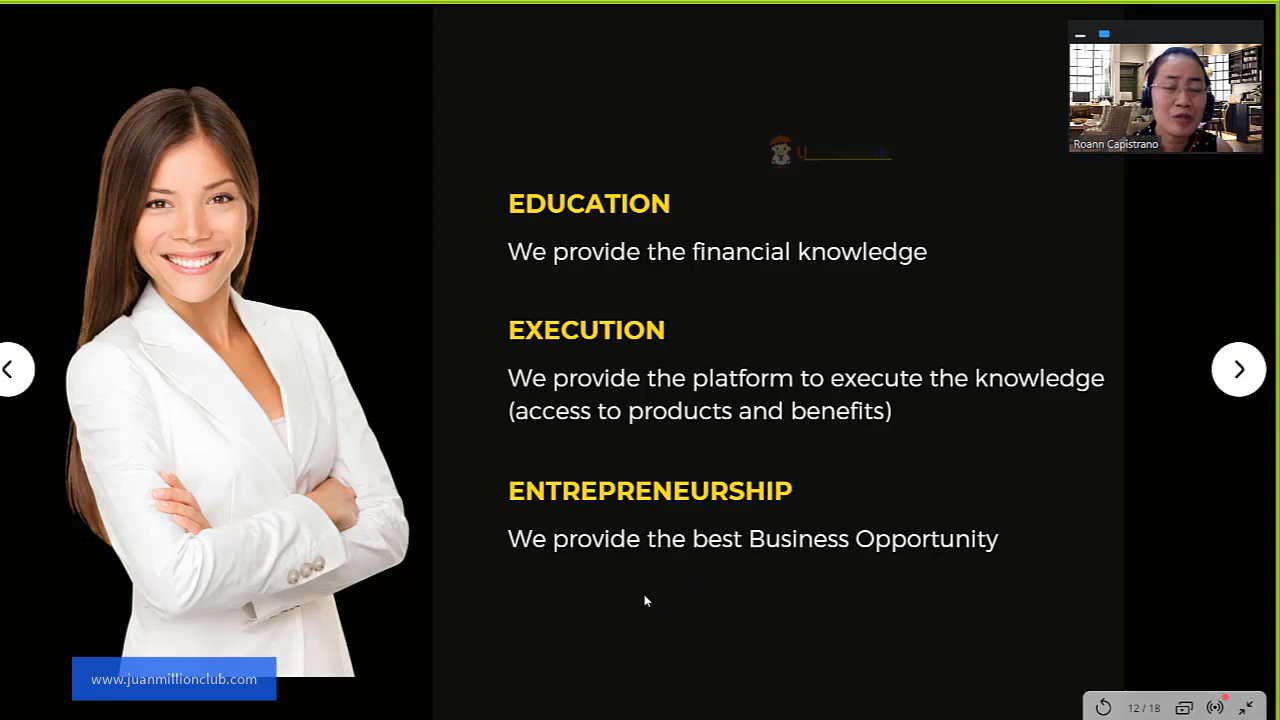 Roann Capistrano
EDUCATION
We provide the financial knowledge
EXECUTION
We provide the platform to execute the knowledge
(access to products and benefits)
ENTREPRENEURSHIP
We provide the best Business Opportunity
www.juanmillionclub.com
12 / 18